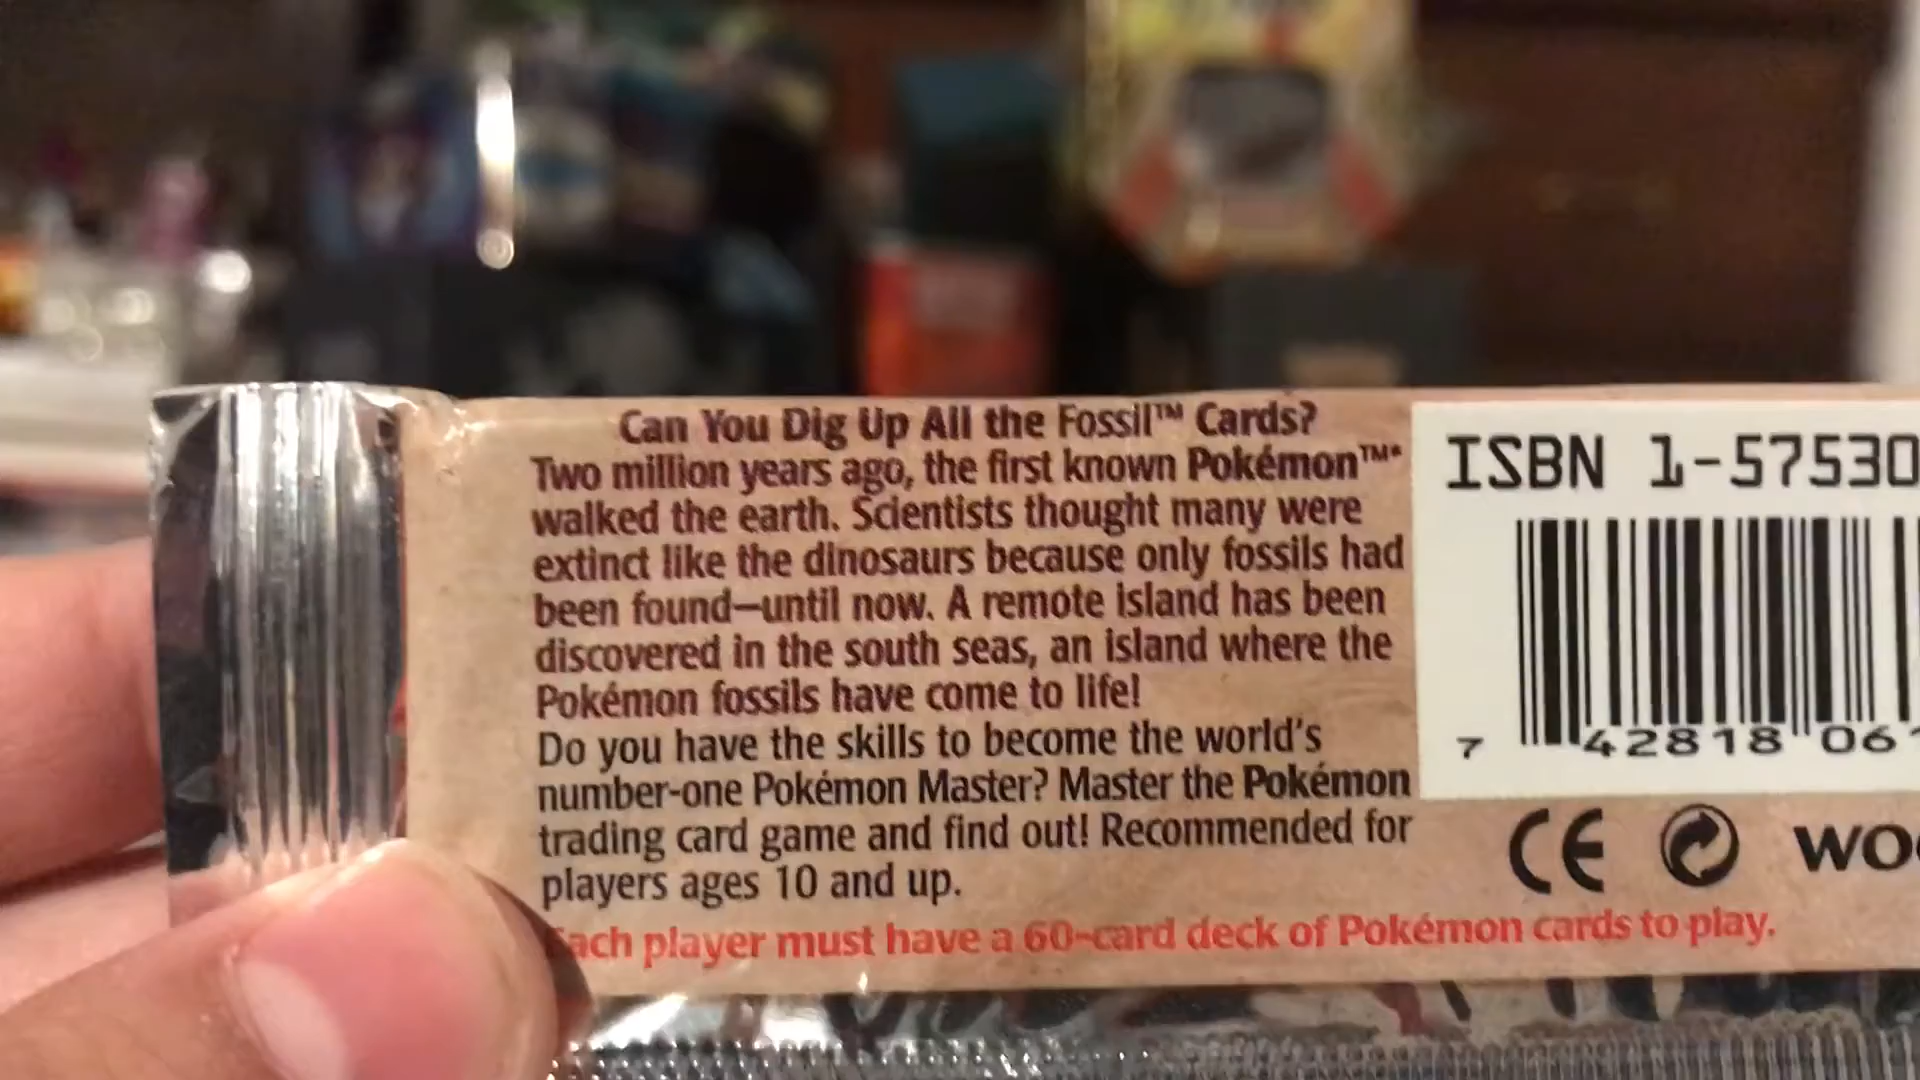 Can You Dig Up All the Fossil™ Cards?
Two million years ago, the first known Pokémon™*
walked the earth. Scientists thought many were
extinct like the dinosaurs because only fossils had
been found—until now. A remote island has been
discovered in the south seas, an island where the
Pokémon fossils have come to life!
Do you have the skills to become the world's
number-one Pokémon Master? Master the Pokémon
trading card game and find out! Recommended for
players ages 10 and up.
Each player must have a 60-card deck of Pokémon cards to play.
ISBN 1-57530
7 42818 06
CE